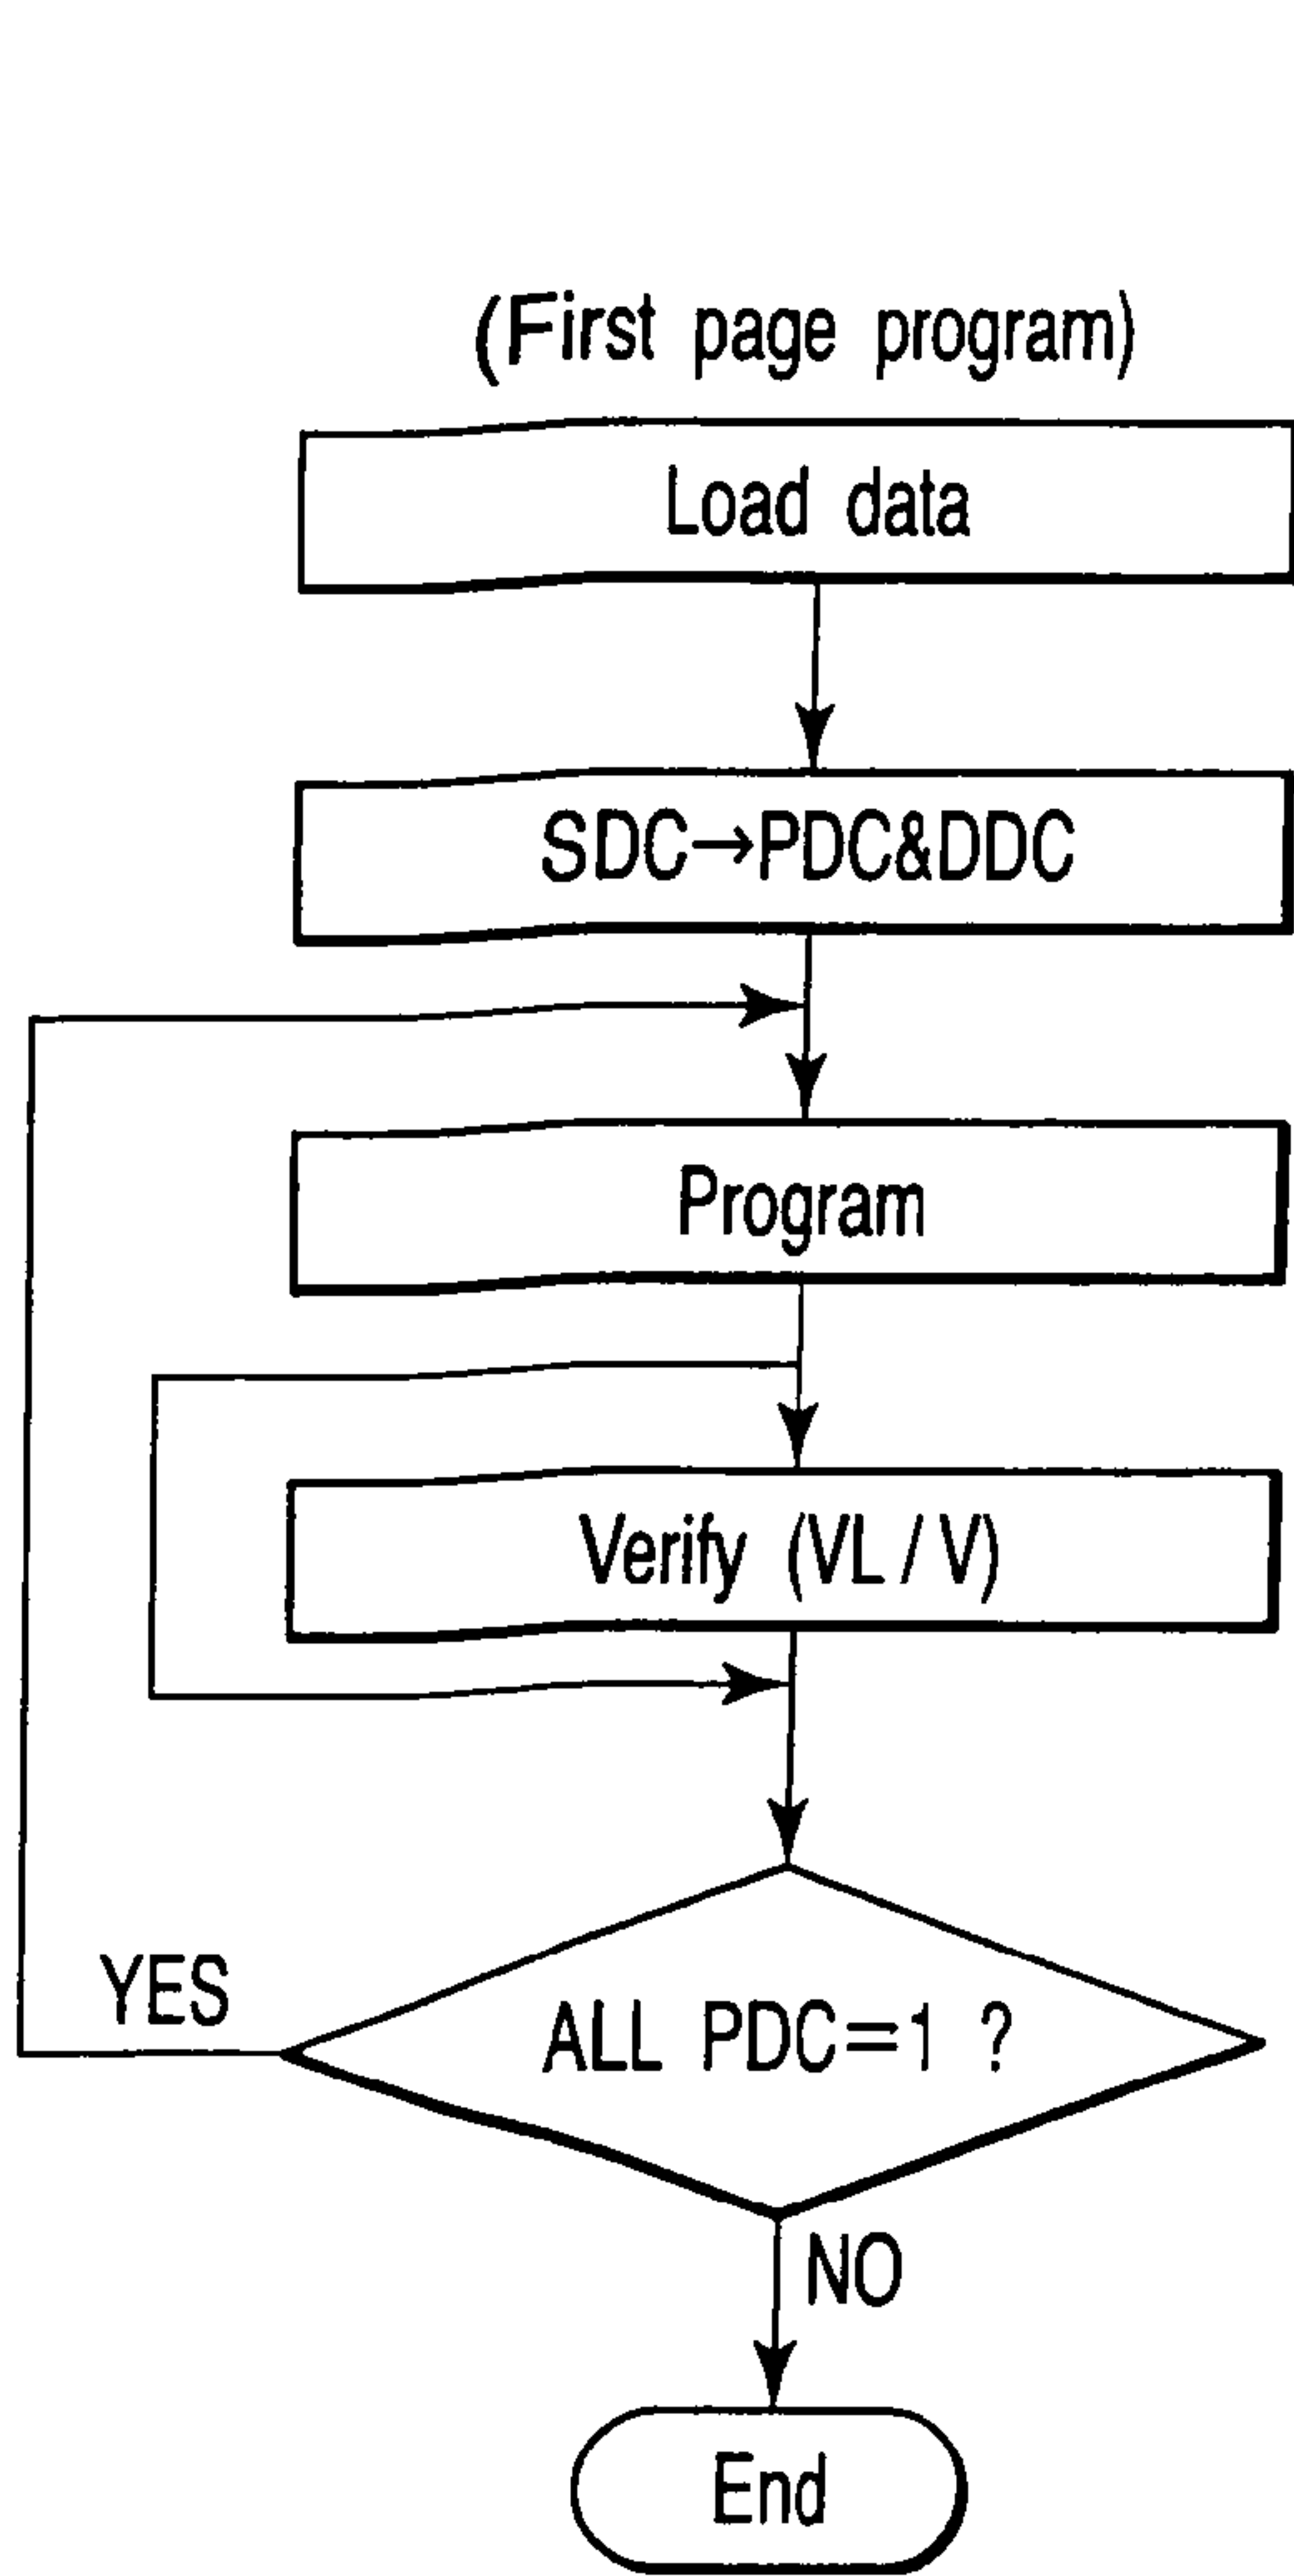 (First page program)
Load data
SDC→PDC&DDC
Program
Verify (VL / V)
YES
ALL PDC=1 ?
NO
End